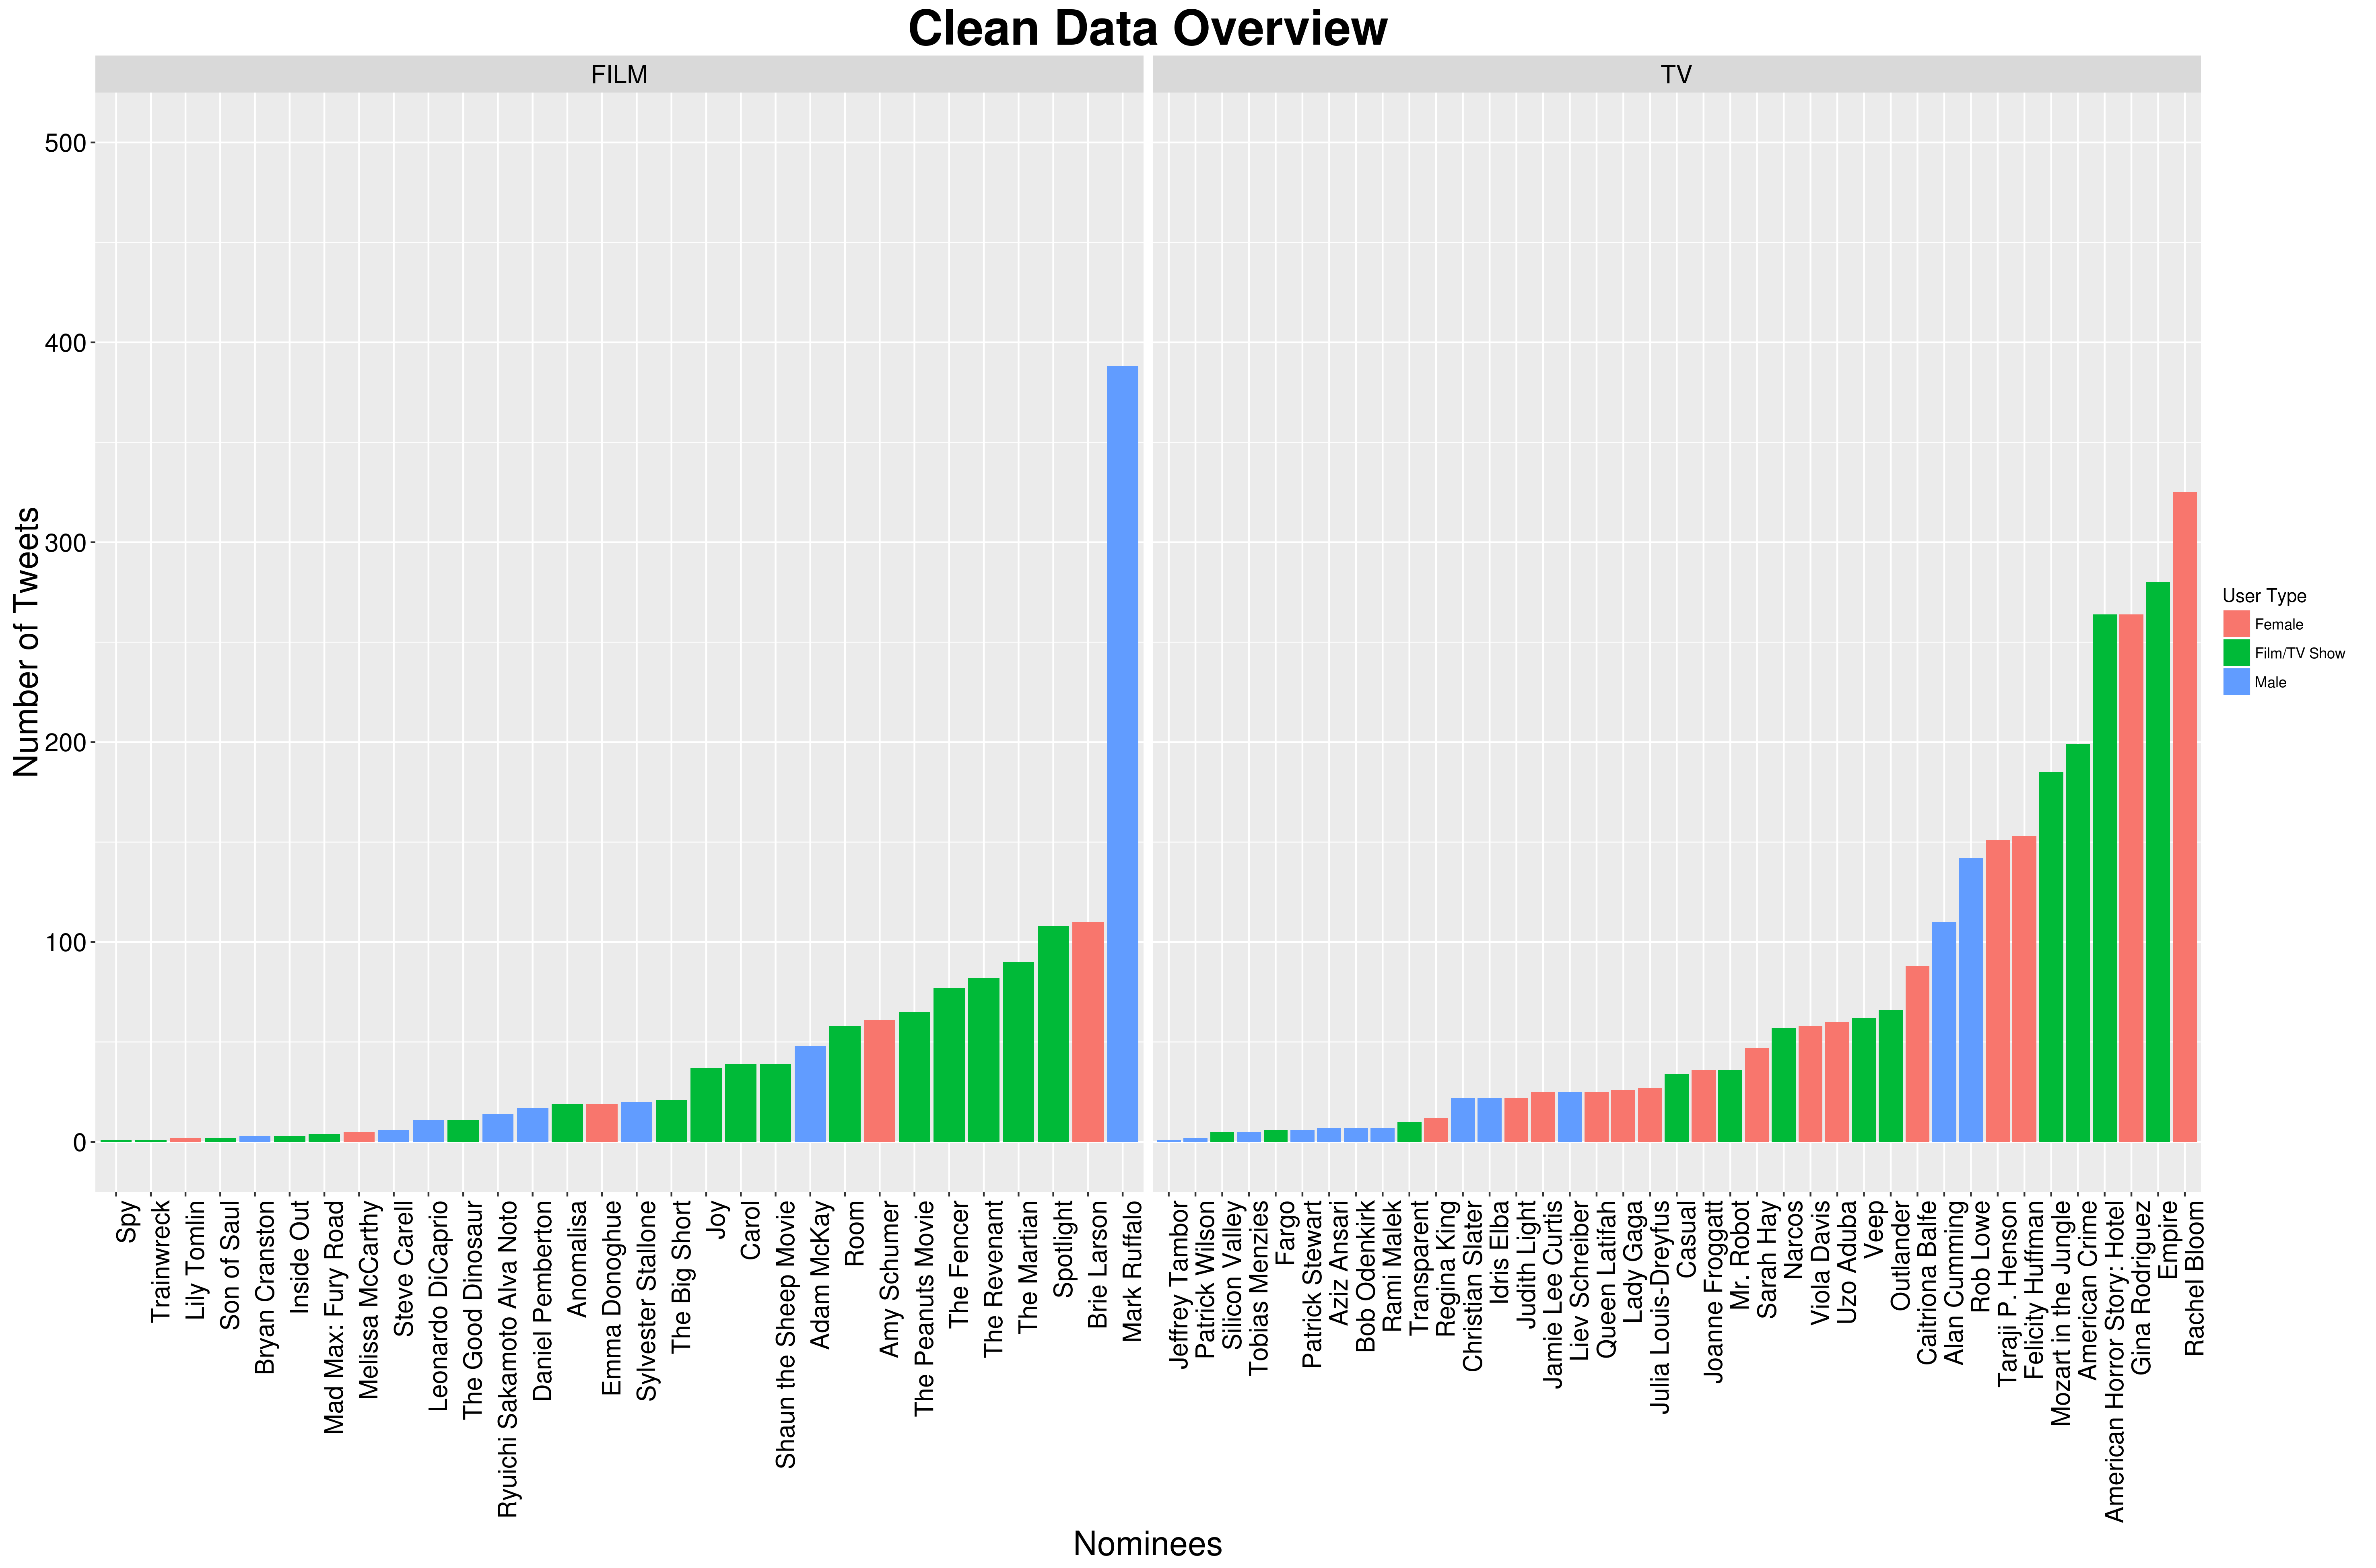 Clean Data Overview
FILM
TV
Number of Tweets
500
400
300
200
100
0
Spy
Trainwreck
Lily Tomlin
Son of Saul
Bryan Cranston
Inside Out
Mad Max: Fury Road
Melissa McCarthy
Steve Carell
Leonardo DiCaprio
The Good Dinosaur
Ryuichi Sakamoto Alva Noto
Daniel Pemberton
Anomalisa
Emma Donoghue
Sylvester Stallone
The Big Short
Joy
Carol
Shaun the Sheep Movie
Adam McKay
Room
Amy Schumer
The Peanuts Movie
The Fencer
The Revenant
The Martian
Spotlight
Brie Larson
Mark Ruffalo
Jeffrey Tambor
Patrick Wilson
Silicon Valley
Tobias Menzies
Fargo
Patrick Stewart
Aziz Ansari
Bob Odenkirk
Rami Malek
Transparent
Regina King
Christian Slater
Idris Elba
Judith Light
Jamie Lee Curtis
Liev Schreiber
Queen Latifah
Lady Gaga
Julia Louis-Dreyfus
Casual
Joanne Froggatt
Mr. Robot
Sarah Hay
Narcos
Viola Davis
Uzo Aduba
Veep
Outlander
Caitriona Balfe
Alan Cumming
Rob Lowe
Taraji P. Henson
Felicity Huffman
Mozart in the Jungle
American Crime
American Horror Story: Hotel
Gina Rodriguez
Empire
Rachel Bloom
Nominees
User Type
Female
Film/TV Show
Male